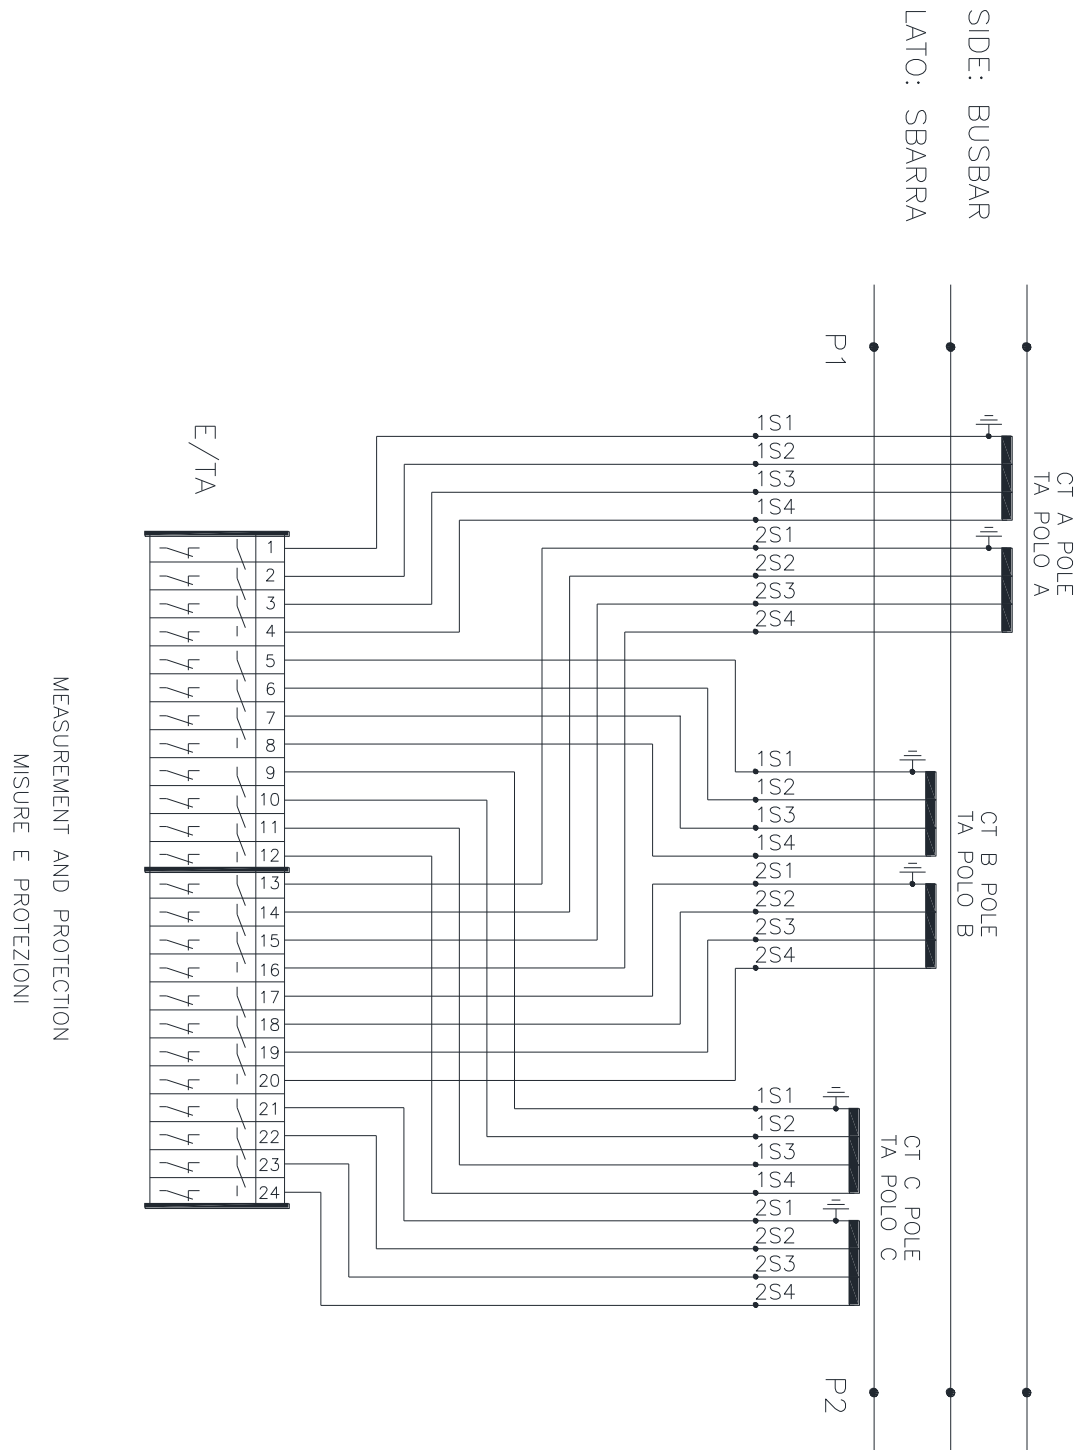 SIDE: BUSBAR
LATO: SBARRA
P1
E/TA
CT A POLE
TA POLO A
1S1
1S2
1S3
1S4
2S1
2S2
2S3
2S4
CT B POLE
TA POLO B
1S1
1S2
1S3
1S4
2S1
2S2
2S3
2S4
CT C POLE
TA POLO C
1S1
1S2
1S3
1S4
2S1
2S2
2S3
2S4
1
2
3
4
5
6
7
8
9
10
11
12
13
14
15
16
17
18
19
20
21
22
23
24
MEASUREMENT AND PROTECTION
MISURE E PROTEZIONI
P2